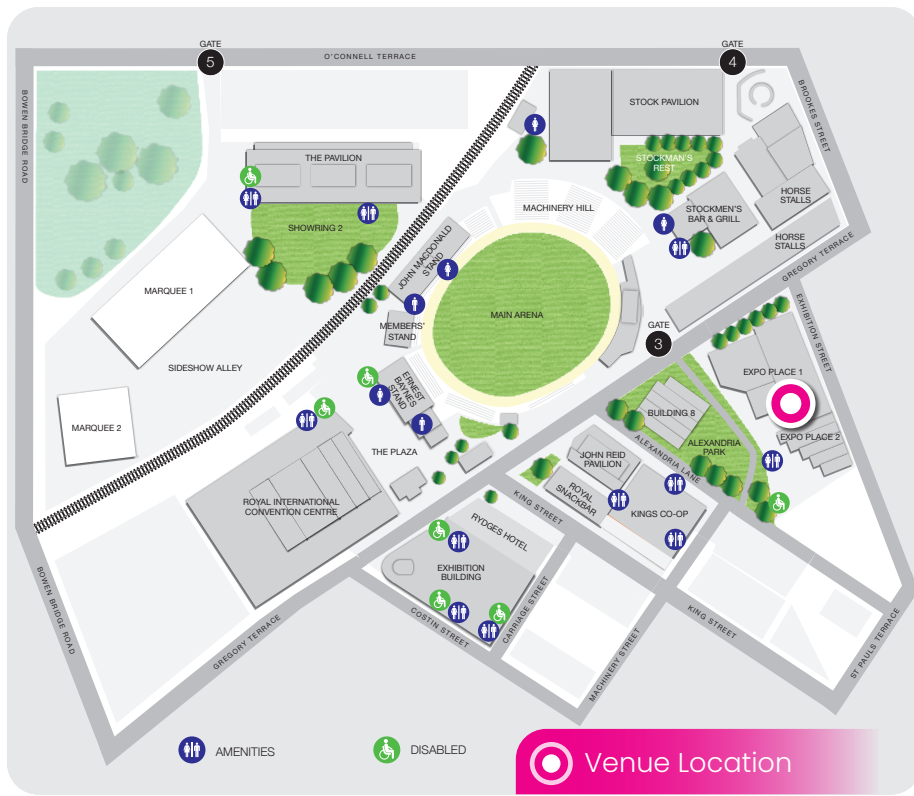 GATE
5
GATE
4
O'CONNELL TERRACE
BOWEN BRIDGE ROAD
BROOKES STREET
STOCK PAVILION
THE PAVILION
STOCKMAN'S
REST
HORSE
STALLS
MACHINERY HILL
STOCKMEN'S
BAR & GRILL
SHOWRING 2
HORSE
STALLS
GREGORY TERRACE
JOHN MACDONALD
STAND
MARQUEE 1
EXHIBITION STREET
MAIN ARENA
MEMBERS'
STAND
GATE
3
SIDESHOW ALLEY
EXPO PLACE 1
ERNEST
BAYNES
STAND
BUILDING 8
MARQUEE 2
EXPO PLACE 2
ALEXANDRIA
PARK
ALEXANDRIA LANE
THE PLAZA
JOHN REID
PAVILION
ROYAL
SNACKBAR
KING STREET
ROYAL INTERNATIONAL
CONVENTION CENTRE
KINGS CO-OP
RYDGES HOTEL
EXHIBITION
BUILDING
BOWEN BRIDGE ROAD
GREGORY TERRACE
COSTIN STREET
CARRIAGE STREET
MACHINERY STREET
KING STREET
ST PAULS TERRACE
AMENITIES
DISABLED
Venue Location